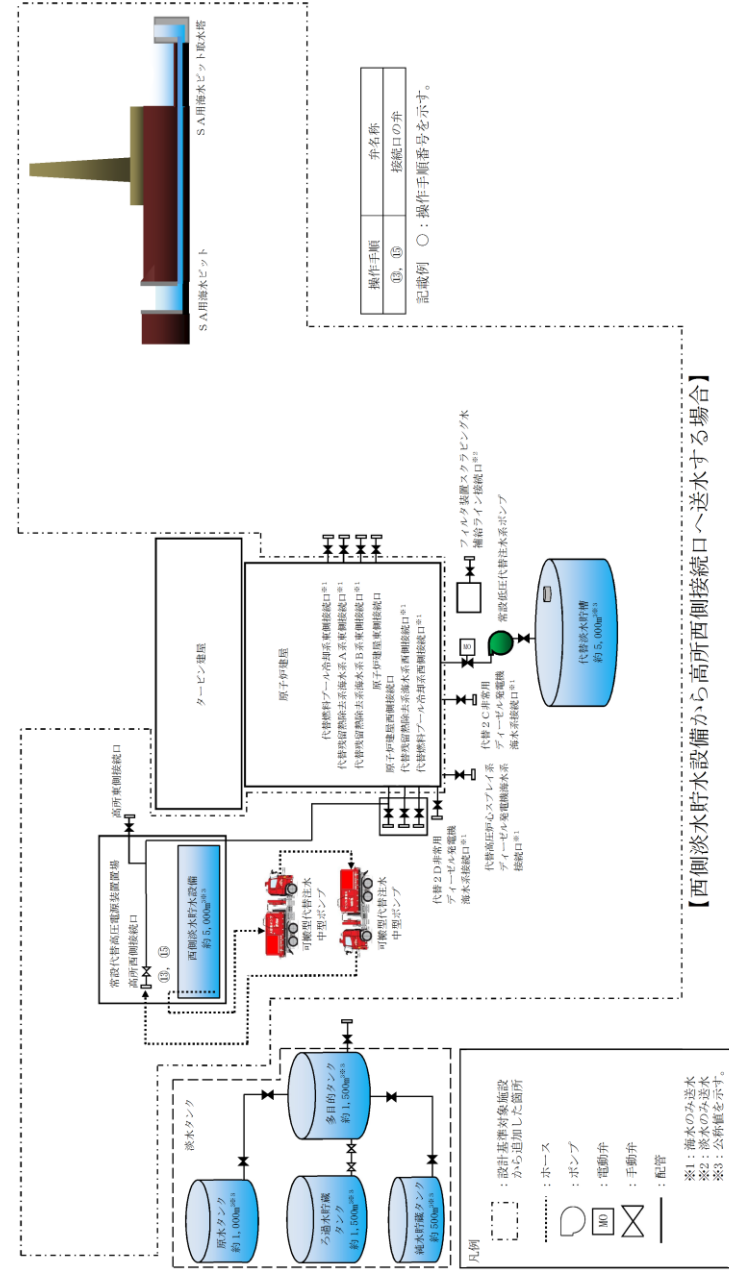 ＳＡ用海水ピット取水塔
ＳＡ用海水ピット
操作手順
弁名称
⑬，⑮
接続口の弁
記載例　○：操作手順番号を示す。
タービン建屋
原子炉建屋
高所東側接続口
常設代替高圧電源装置置場
高所西側接続口
⑬，⑮
西側淡水貯水設備
約5,000m³※3
可搬型代替注水
中型ポンプ
可搬型代替注水
中型ポンプ
代替燃料プール冷却系東側接続口※1
代替残留熱除去系海水系Ａ系東側接続口※1
代替残留熱除去系海水系Ｂ系東側接続口※1
原子炉建屋東側接続口
原子炉建屋西側接続口
代替残留熱除去系海水系西側接続口※1
代替燃料プール冷却系西側接続口※1
フィルタ装置スクラビング水
補給ライン接続口※2
常設低圧代替注水系ポンプ
MO
代替淡水貯槽
約5,000m³※3
代替２Ｃ非常用
ディーゼル発電機
海水系接続口※1
代替高圧炉心スプレイ系
ディーゼル発電機海水系
接続口※1
代替２Ｄ非常用
ディーゼル発電機
海水系接続口※1
淡水タンク
原水タンク
約1,000m³※3
多目的タンク
約1,500m³※3
ろ過水貯蔵
タンク
約1,500m³※3
純水貯蔵タンク
約500m³※3
凡例
：設計基準対象施設
から追加した箇所
：ホース
：ポンプ
MO
：電動弁
：手動弁
：配管
※1：海水のみ送水
※2：淡水のみ送水
※3：公称値を示す。
【西側淡水貯水設備から高所西側接続口へ送水する場合】